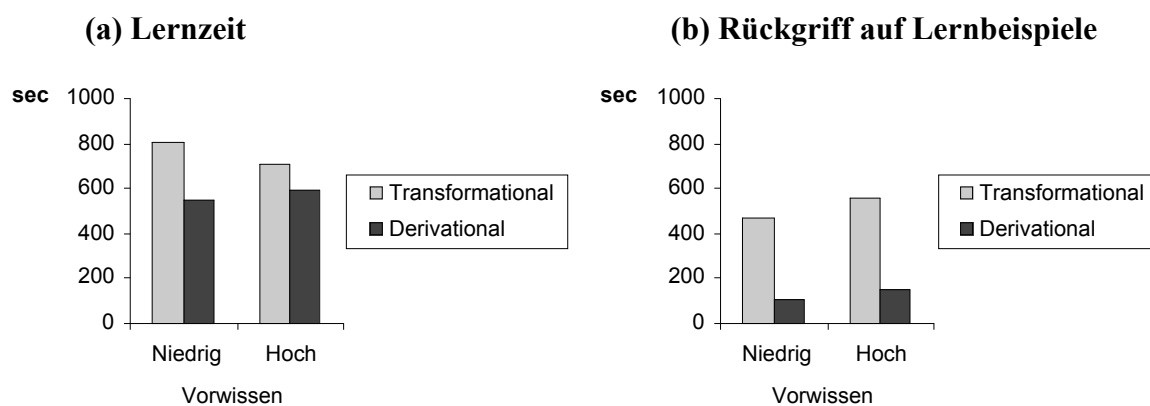 (a) Lernzeit
sec
1000
800
600
400
200
0
Niedrig
Hoch
Vorwissen
Transformational
Derivational
(b) Rückgriff auf Lernbeispiele
sec
1000
800
600
400
200
0
Niedrig
Hoch
Vorwissen
Transformational
Derivational